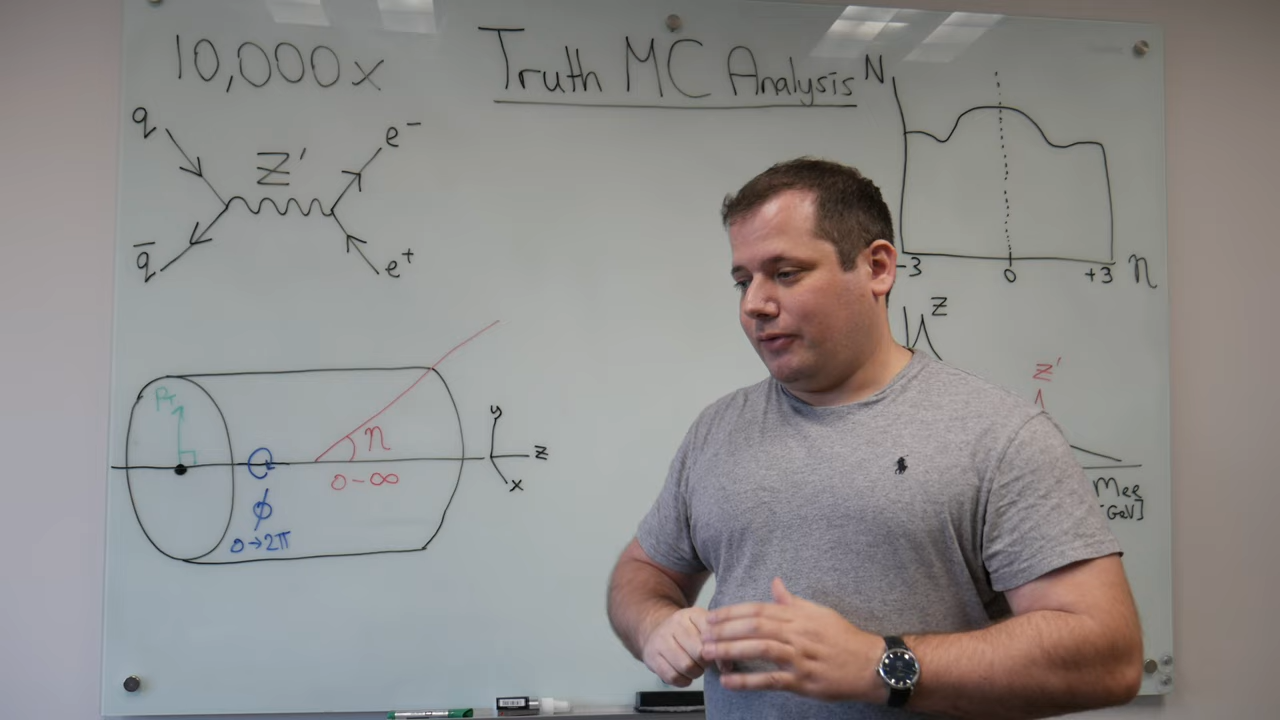 10,000x
Truth MC Analysis
q
q̅
Z'
e⁻
e⁺
N
-3
0
+3
η
Z
Z'
Mee
[GeV]
PT
ϕ
0→2π
η
0-∞
y
z
x